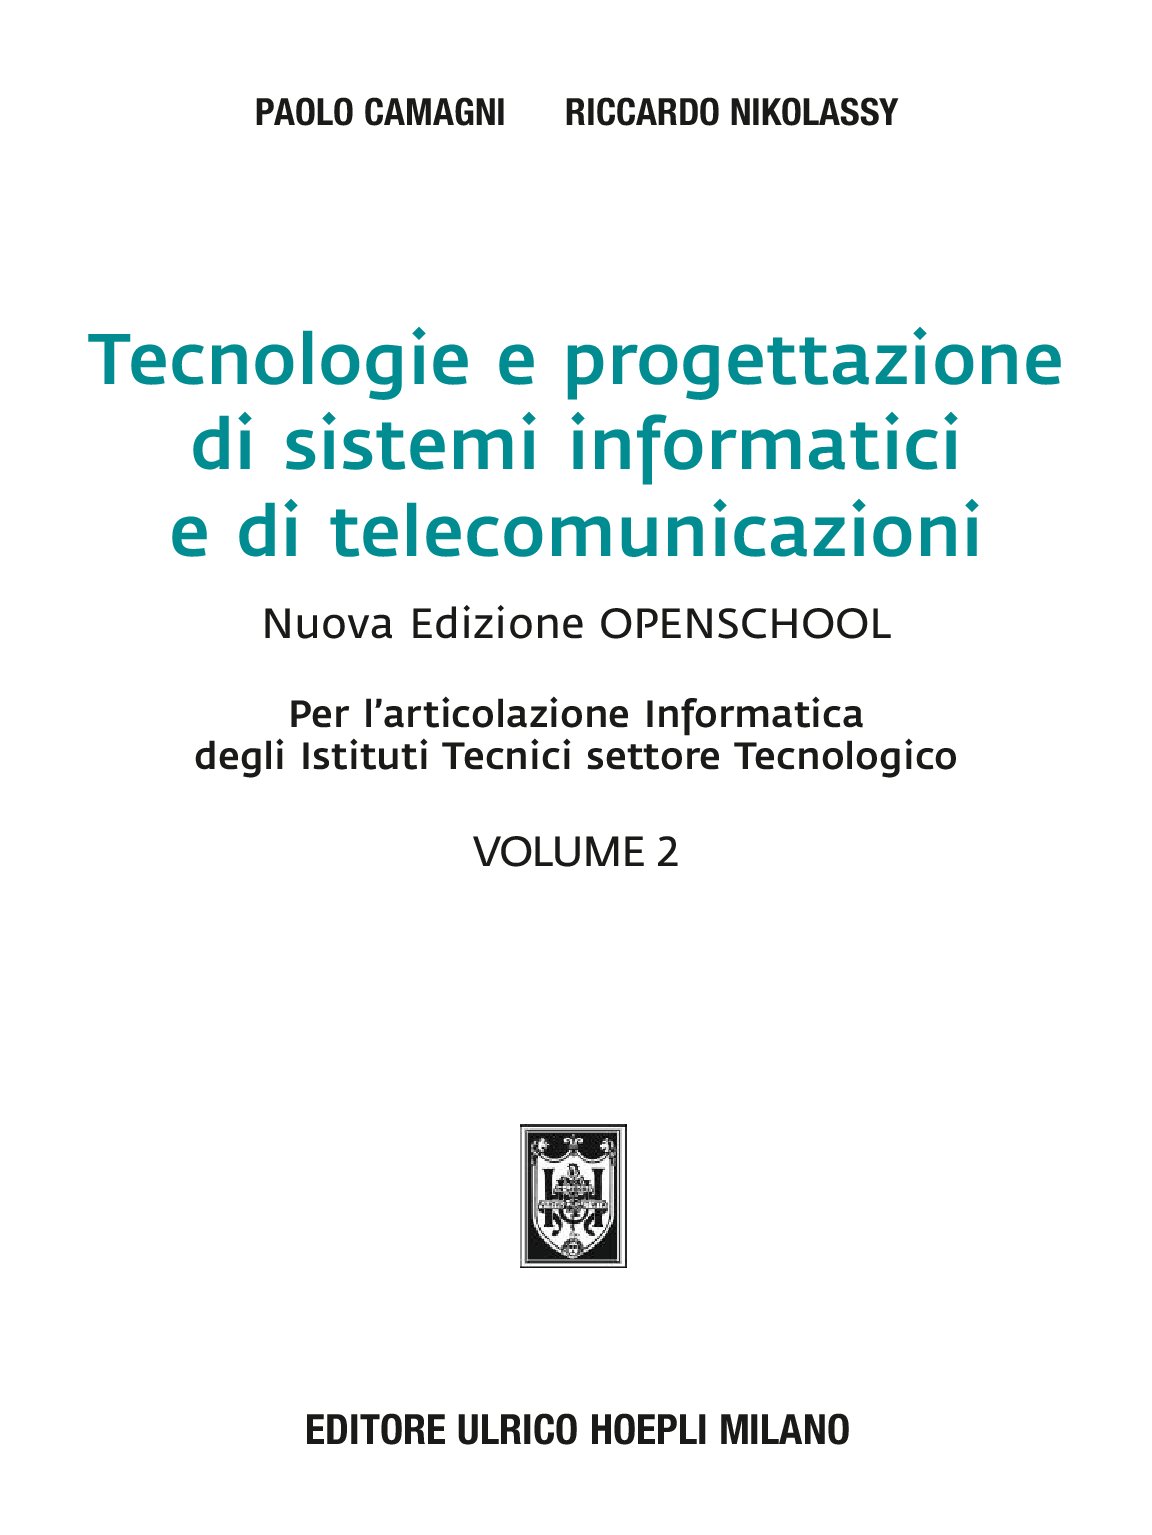 PAOLO CAMAGNI RICCARDO NIKOLASSY
Tecnologie e progettazione
di sistemi informatici
e di telecomunicazioni
Nuova Edizione OPENSCHOOL
Per l’articolazione Informatica
degli Istituti Tecnici settore Tecnologico
VOLUME 2
EDITORE ULRICO HOEPLI MILANO